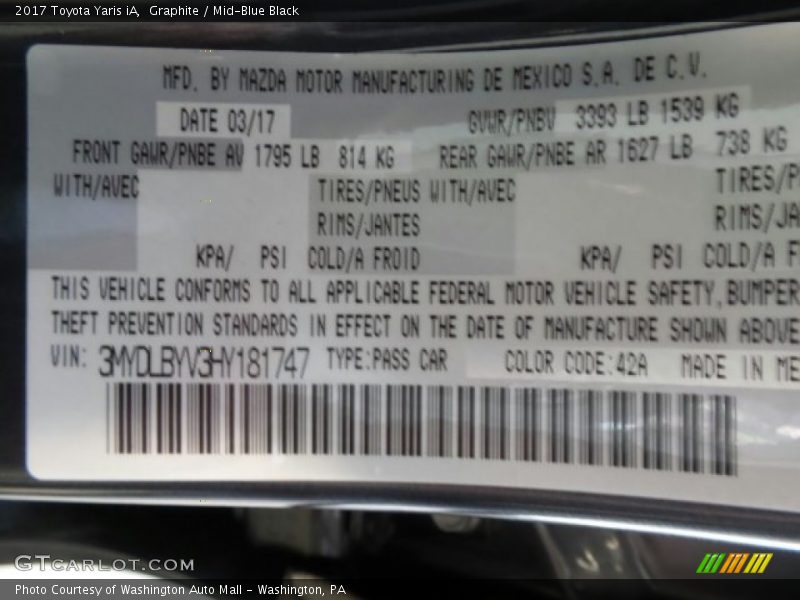 2017 Toyota Yaris iA,  Graphite / Mid-Blue Black
MFD. BY MAZDA MOTOR MANUFACTURING DE MEXICO S.A. DE C.V.
DATE 03/17 GVWR/PNBV 3393 LB 1539 KG
FRONT GAWR/PNBE AV 1795 LB 814 KG REAR GAWR/PNBE AR 1627 LB 738 KG
WITH/AVEC TIRES/PNEUS WITH/AVEC TIRES/P
RIMS/JANTES RIMS/JA
KPA/ PSI COLD/A FROID KPA/ PSI COLD/A F
THIS VEHICLE CONFORMS TO ALL APPLICABLE FEDERAL MOTOR VEHICLE SAFETY, BUMPER
THEFT PREVENTION STANDARDS IN EFFECT ON THE DATE OF MANUFACTURE SHOWN ABOVE
VIN: 3MYDLBYV3HY181747 TYPE:PASS CAR COLOR CODE:42A MADE IN ME
GTCARLOT.COM
Photo Courtesy of Washington Auto Mall - Washington, PA